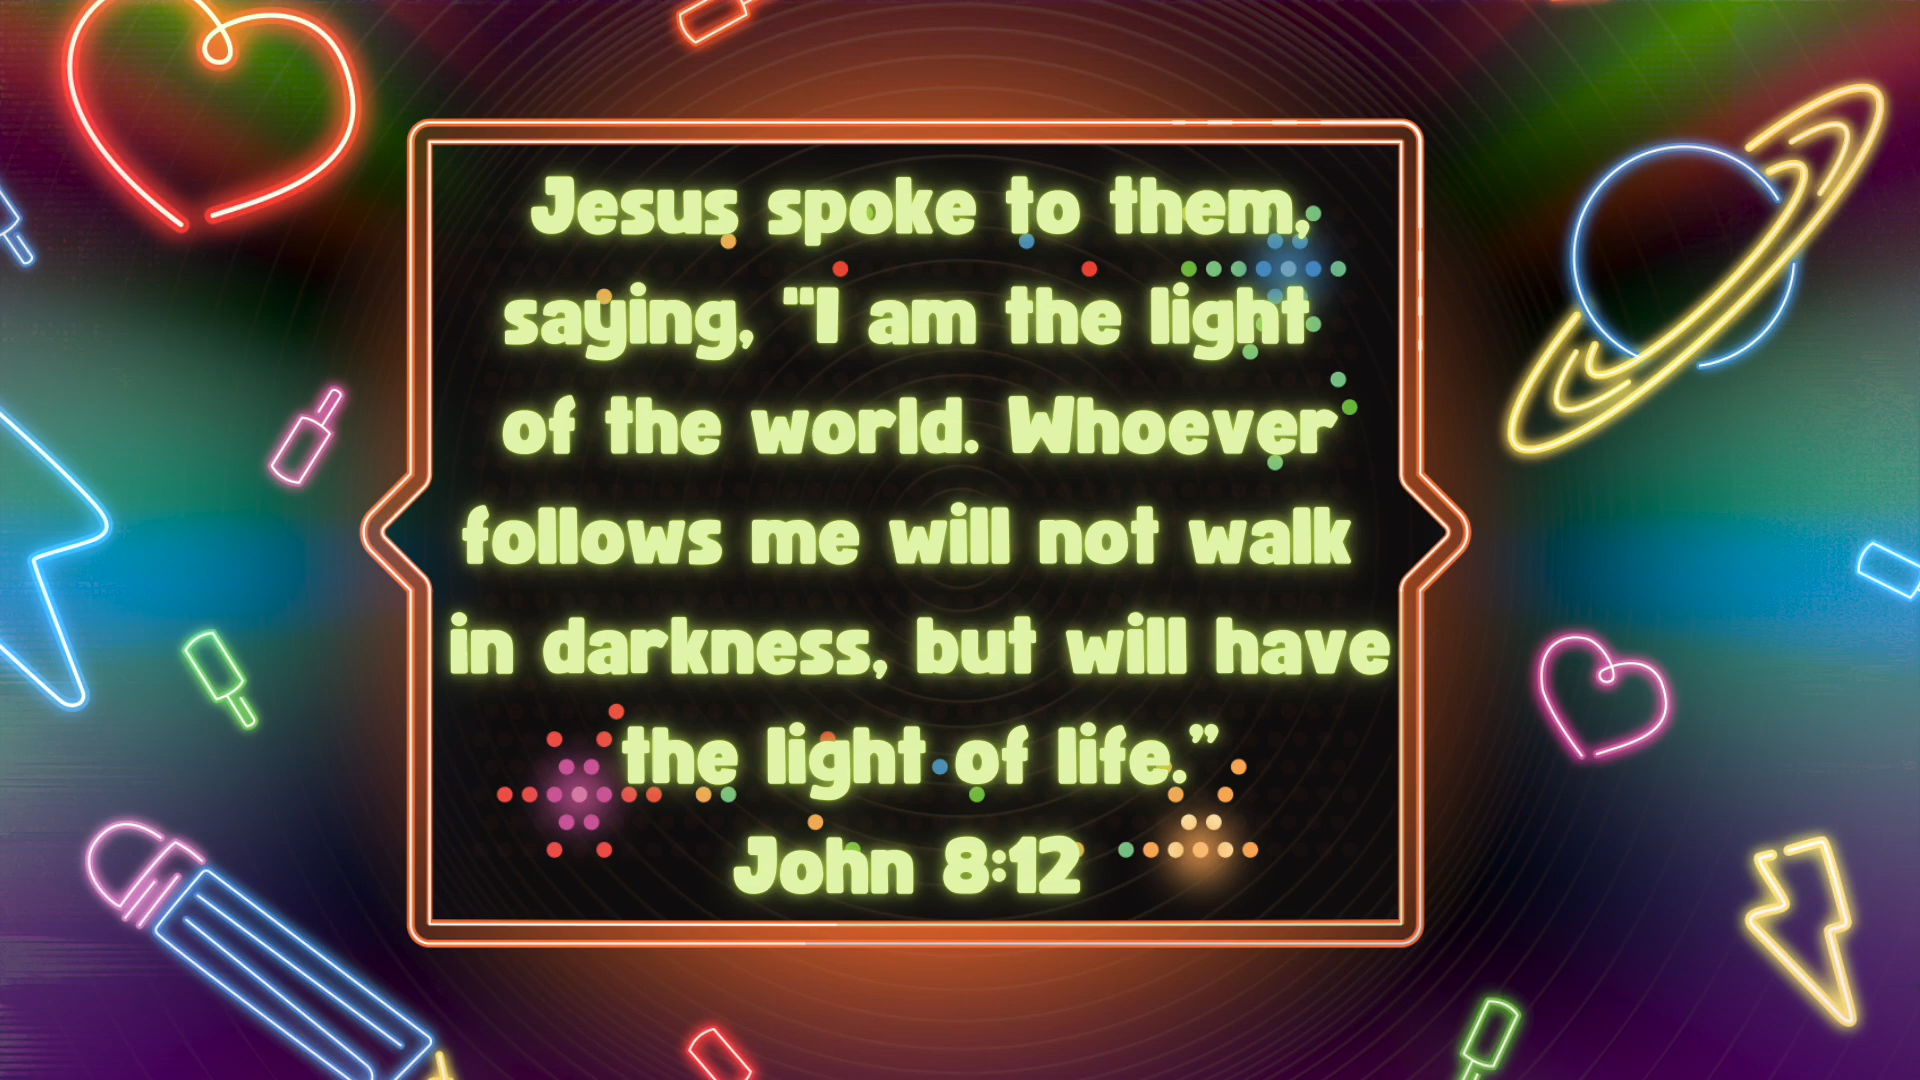 Jesus spoke to them,
saying, "I am the light
of the world. Whoever
follows me will not walk
in darkness, but will have
the light of life.”
John 8:12